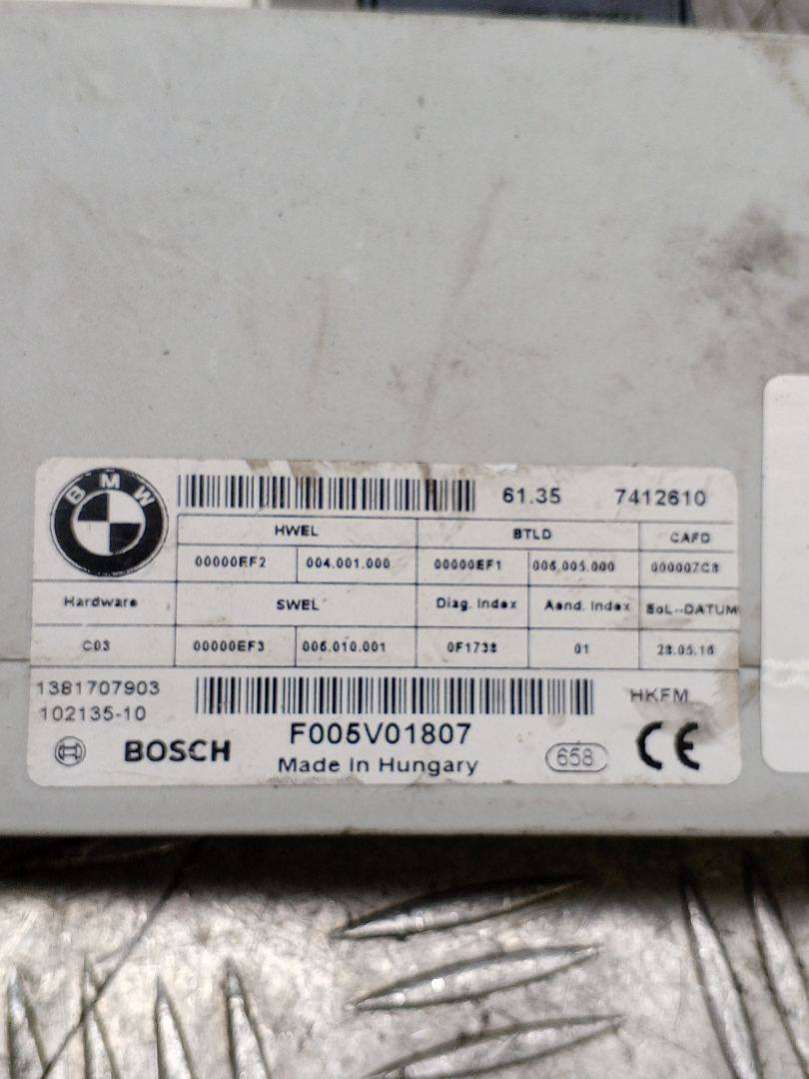 BMW
61.35 7412610
HWEL BTLD CAFD
00000EF2 004.001.000 00000EF1 006.005.000 000007C8
Hardware SWEL Diag. Index Aend. Index SoL--DATUM
C03 00000EF3 006.010.001 0F1738 01 28.05.16
1381707903 HKFM
102135-10
BOSCH F005V01807 658 CE
Made in Hungary